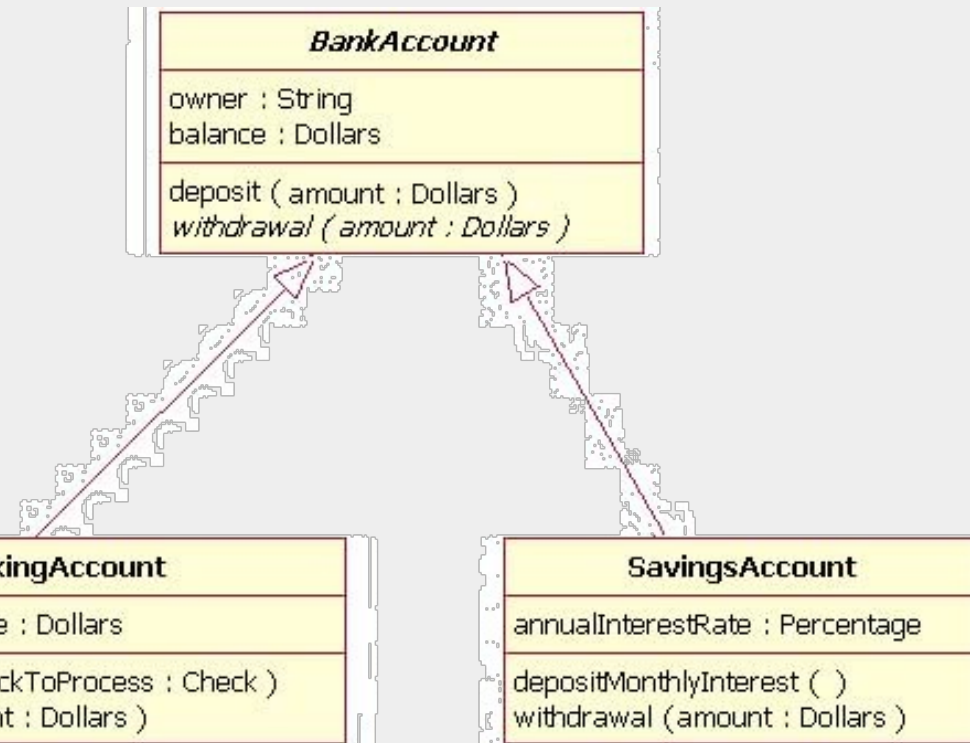 BankAccount
owner : String
balance : Dollars
deposit ( amount : Dollars )
withdrawal ( amount : Dollars )
kingAccount
e : Dollars
ckToProcess : Check )
nt : Dollars )
SavingsAccount
annualInterestRate : Percentage
depositMonthlyInterest ( )
withdrawal (amount : Dollars )